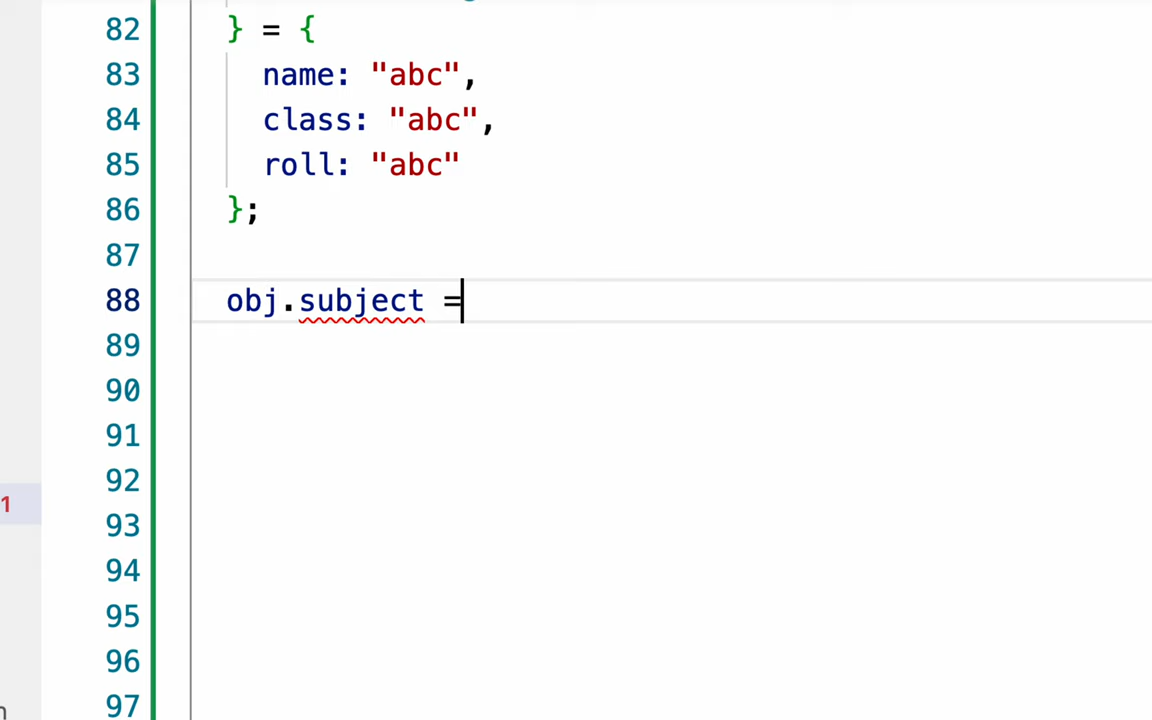 82 } = {
83 name: "abc",
84 class: "abc",
85 roll: "abc"
86 };
87
88 obj.subject =
89
90
91
1
92
93
94
95
96
97